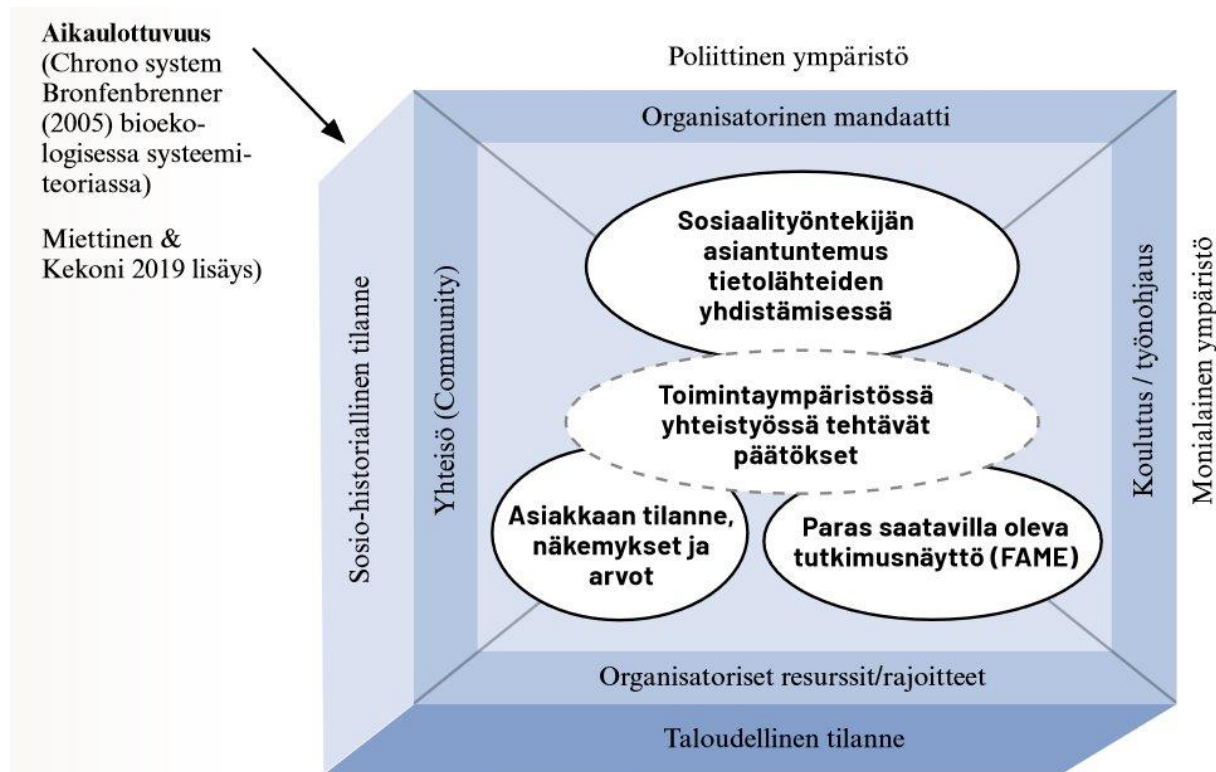 Aikaulottuvuus
(Chrono system
Bronfenbrenner
(2005) bioeko-
logisessa systeemi-
teoriassa)
Miettinen &
Kekoni 2019 lisäys)
Poliittinen ympäristö
Organisatorinen mandaatti
Sosiaalityöntekijän
asiantuntemus
tietolähteiden
yhdistämisessä
Toimintaympäristössä
yhteistyössä tehtävät
päätökset
Asiakkaan tilanne,
näkemykset ja
arvot
Paras saatavilla oleva
tutkimusnäyttö (FAME)
Sosio-historiallinen tilanne
Yhteisö (Community)
Koulutus / työnohjaus
Monialainen ympäristö
Organisatoriset resurssit/rajoitteet
Taloudellinen tilanne